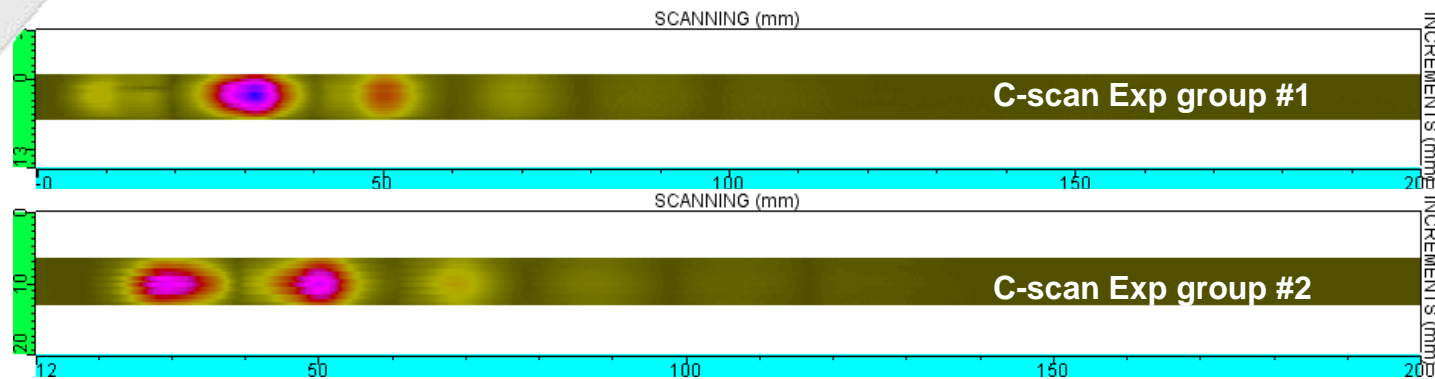 SCANNING (mm)
INCREMENTS (mm)
0
13
C-scan Exp group #1
-0 50 100 150 200
SCANNING (mm)
INCREMENTS (mm)
0
10
20
C-scan Exp group #2
12 50 100 150 200